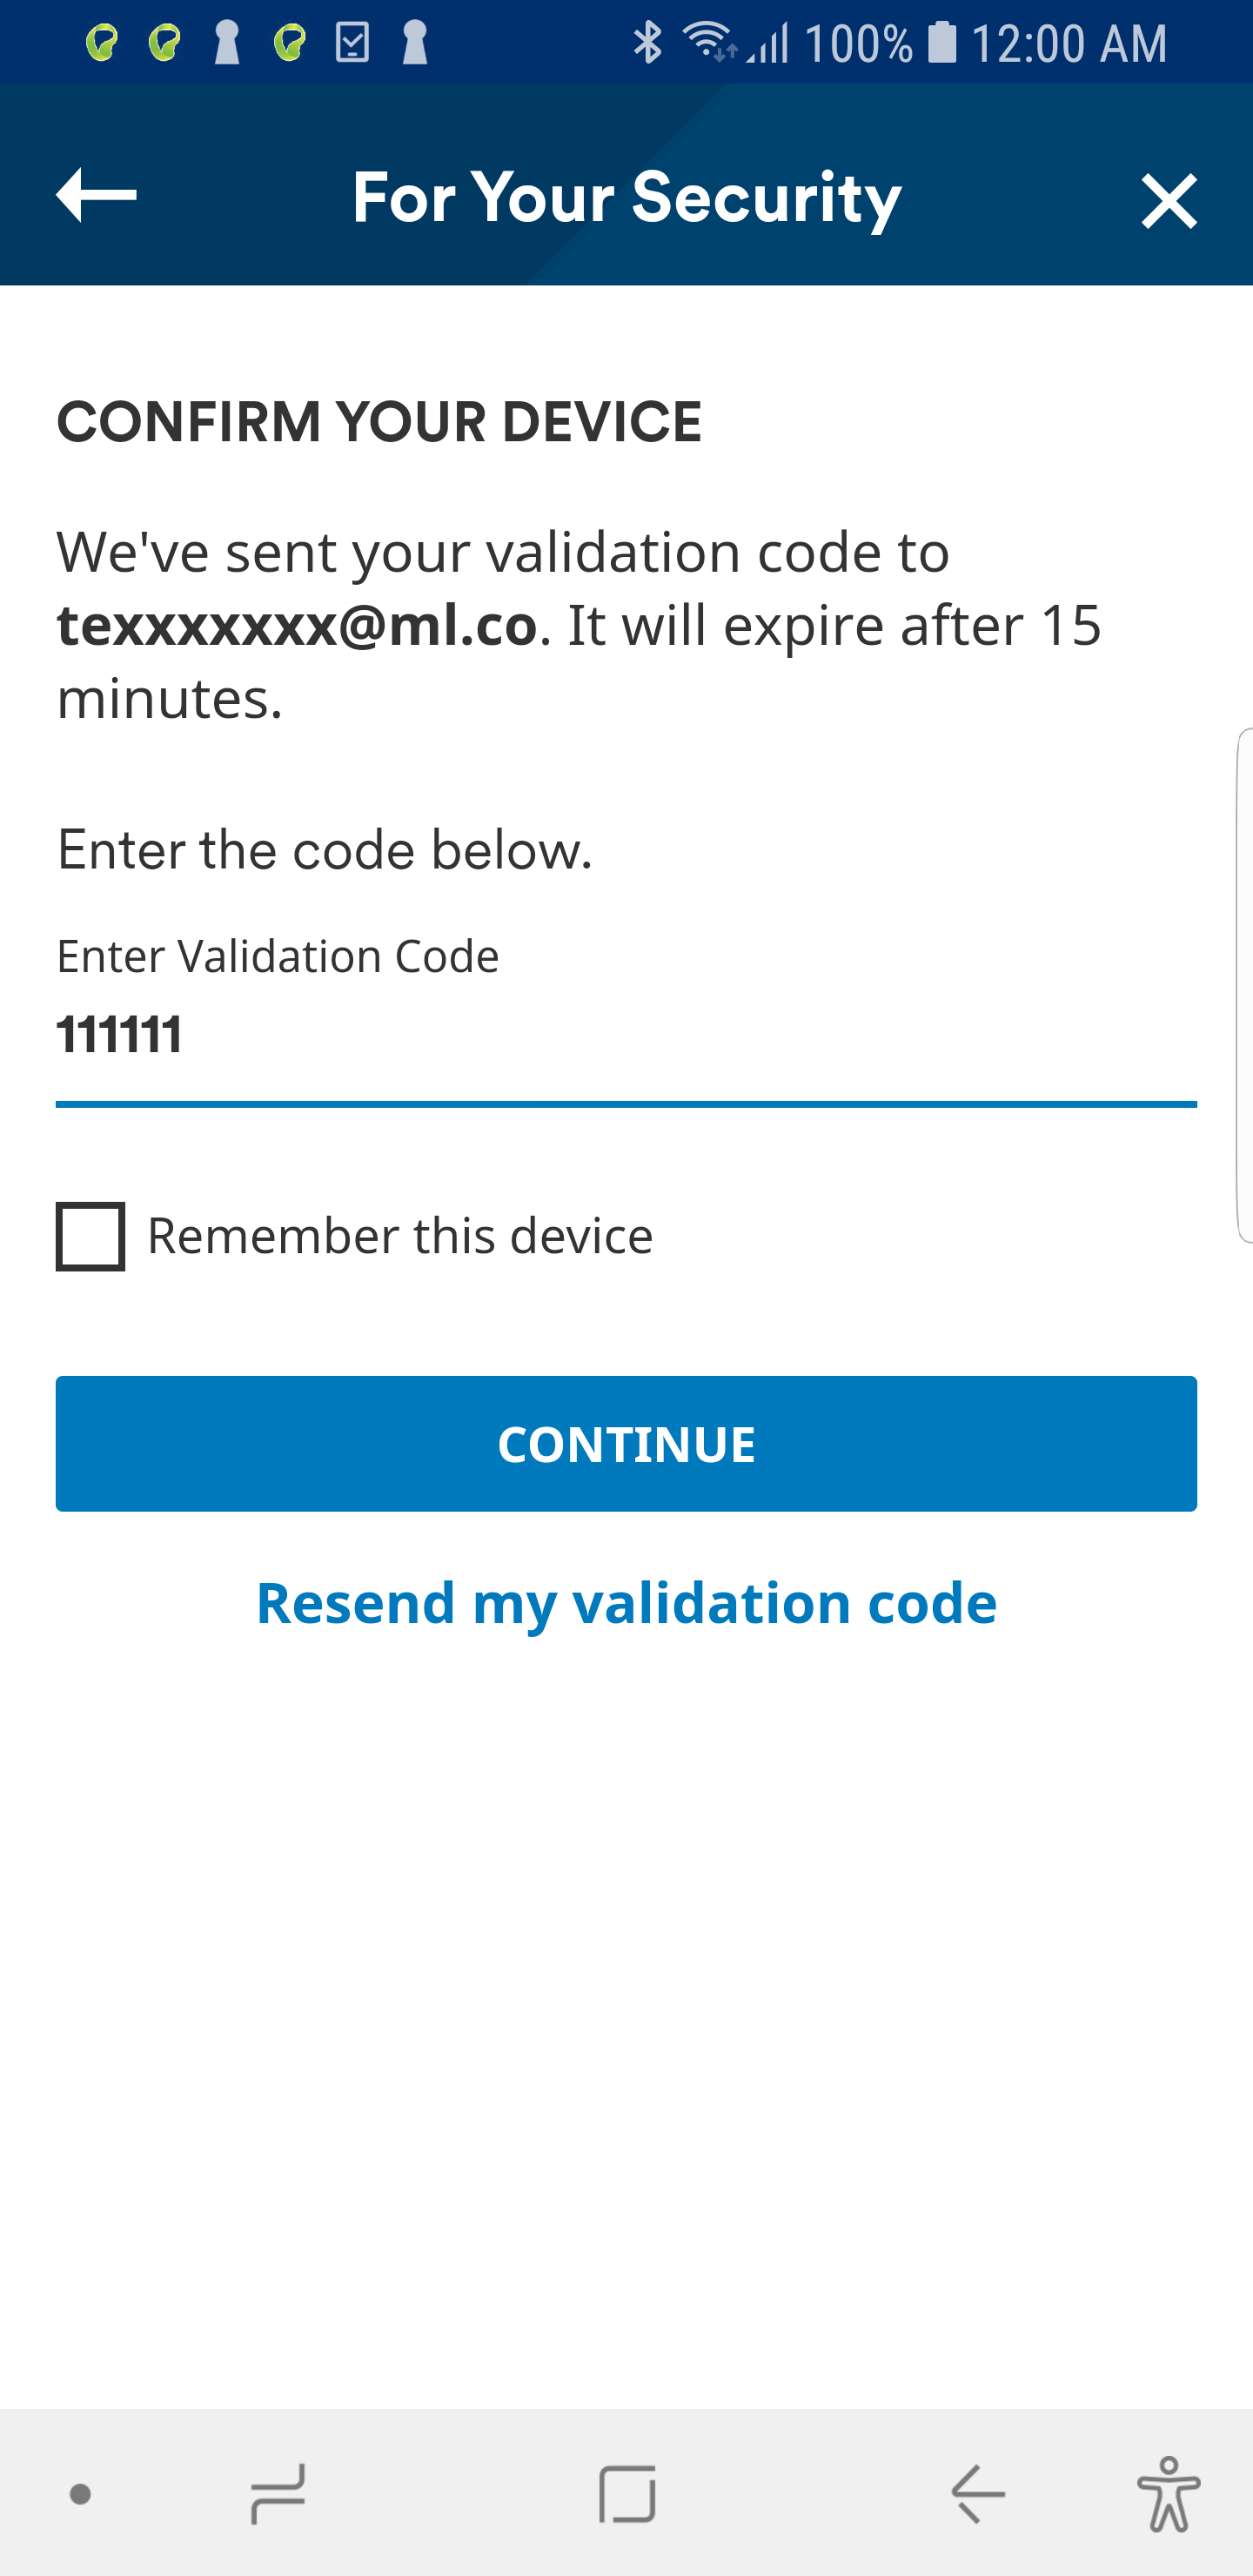 100% 12:00 AM
For Your Security
CONFIRM YOUR DEVICE
We've sent your validation code to
texxxxxxx@ml.co. It will expire after 15
minutes.
Enter the code below.
Enter Validation Code
111111
Remember this device
CONTINUE
Resend my validation code